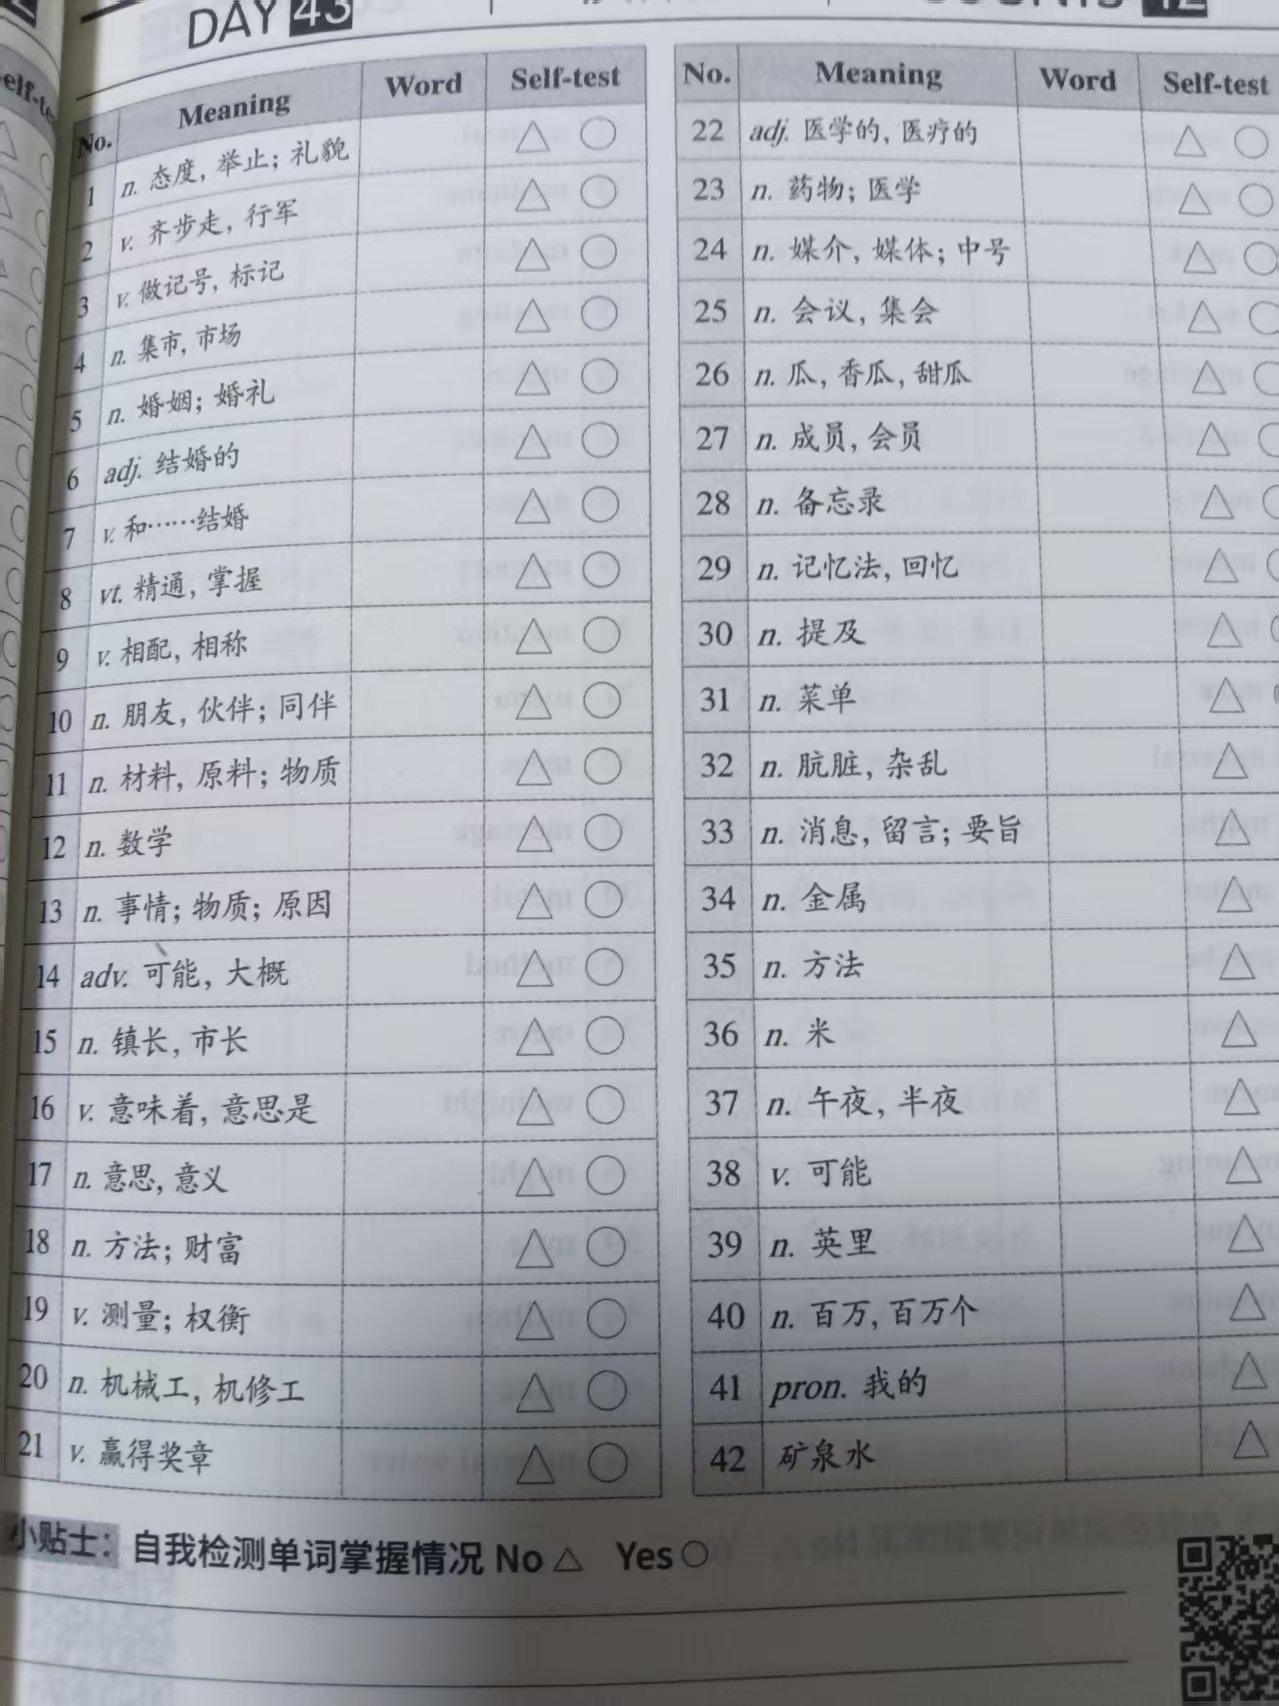 DAY 43
No. Meaning Word Self-test
1 n. 态度, 举止; 礼貌 △ ○
2 v. 齐步走, 行军 △ ○
3 v. 做记号, 标记 △ ○
4 n. 集市, 市场 △ ○
5 n. 婚姻; 婚礼 △ ○
6 adj. 结婚的 △ ○
7 v. 和……结婚 △ ○
8 vt. 精通, 掌握 △ ○
9 v. 相配, 相称 △ ○
10 n. 朋友, 伙伴; 同伴 △ ○
11 n. 材料, 原料; 物质 △ ○
12 n. 数学 △ ○
13 n. 事情; 物质; 原因 △ ○
14 adv. 可能, 大概 △ ○
15 n. 镇长, 市长 △ ○
16 v. 意味着, 意思是 △ ○
17 n. 意思, 意义 △ ○
18 n. 方法; 财富 △ ○
19 v. 测量; 权衡 △ ○
20 n. 机械工, 机修工 △ ○
21 v. 赢得奖章 △ ○
No. Meaning Word Self-test
22 adj. 医学的, 医疗的 △ ○
23 n. 药物; 医学 △ ○
24 n. 媒介, 媒体; 中号 △ ○
25 n. 会议, 集会 △ ○
26 n. 瓜, 香瓜, 甜瓜 △ ○
27 n. 成员, 会员 △ ○
28 n. 备忘录 △ ○
29 n. 记忆法, 回忆 △ ○
30 n. 提及 △
31 n. 菜单 △
32 n. 肮脏, 杂乱 △
33 n. 消息, 留言; 要旨 △
34 n. 金属 △
35 n. 方法 △
36 n. 米 △
37 n. 午夜, 半夜 △
38 v. 可能 △
39 n. 英里 △
40 n. 百万, 百万个 △
41 pron. 我的 △
42 矿泉水 △
小贴士: 自我检测单词掌握情况 No △ Yes ○